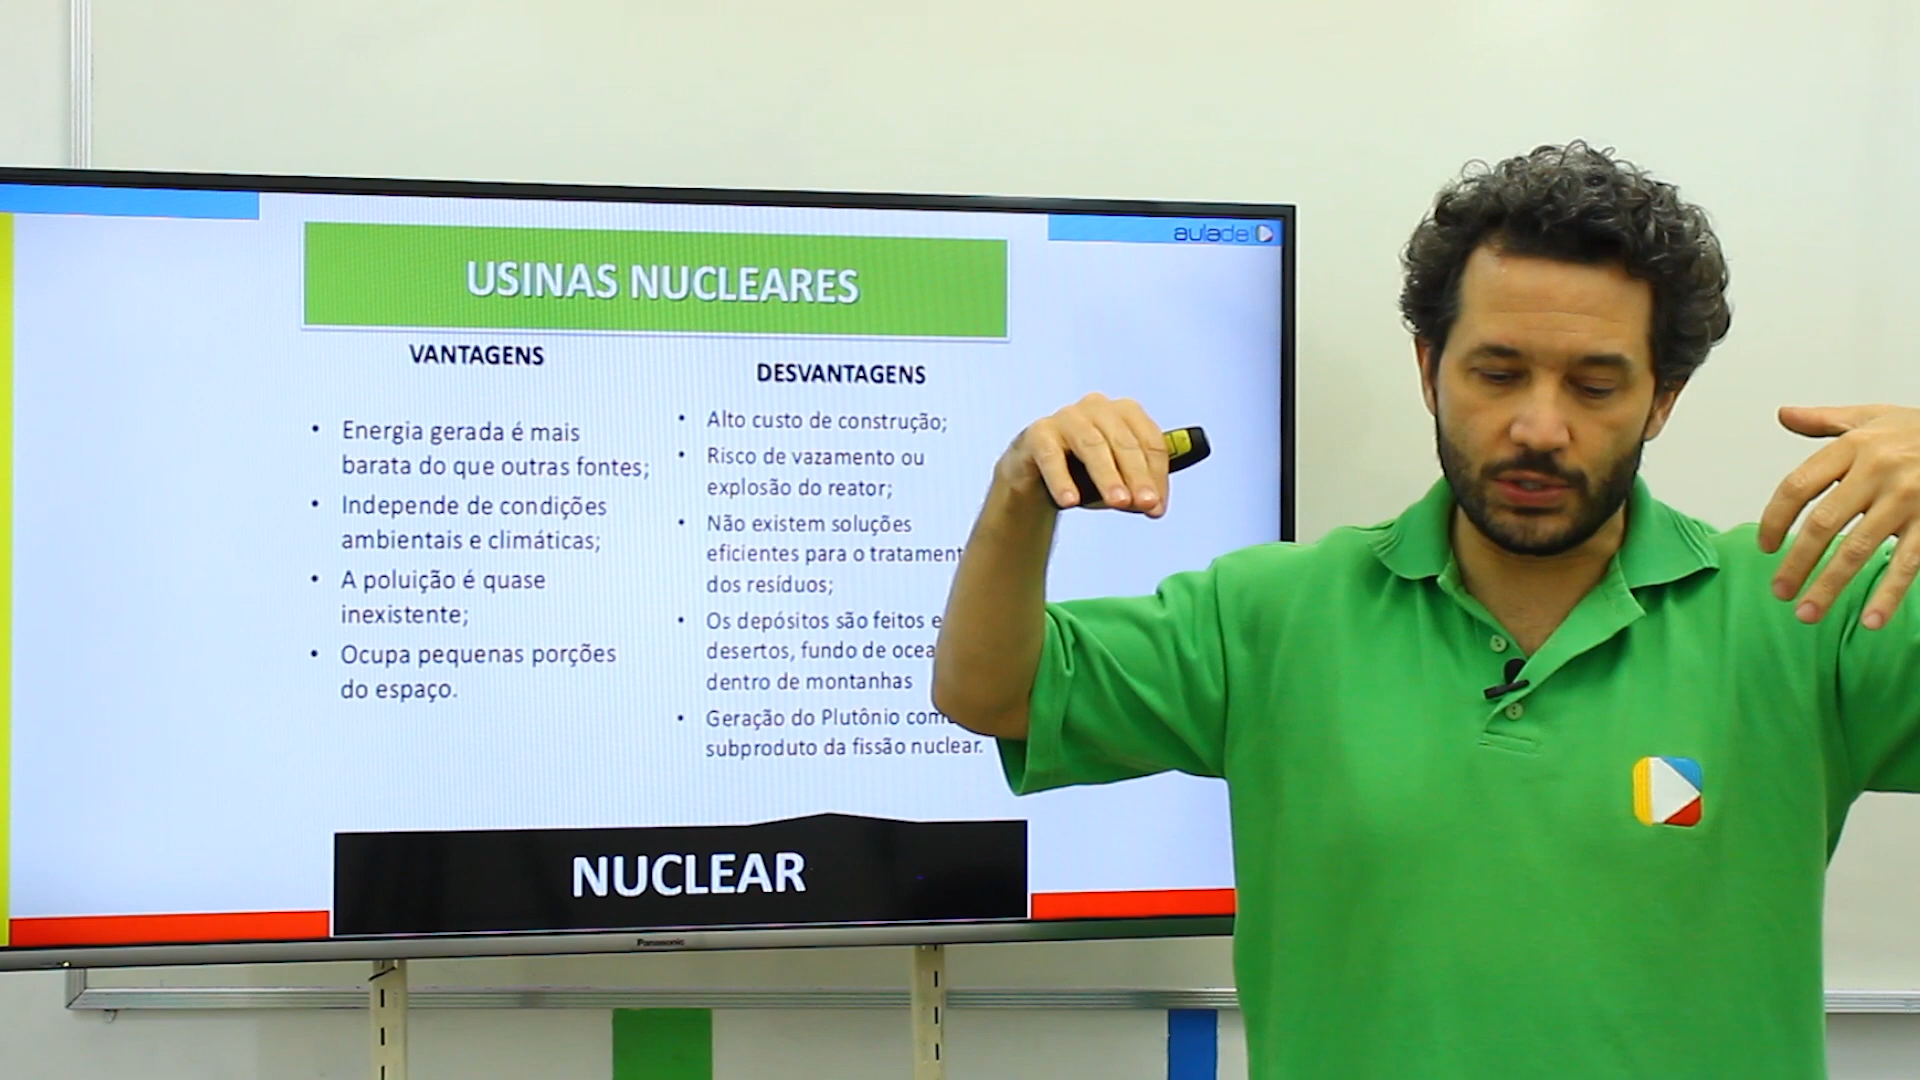 auladeO
USINAS NUCLEARES
VANTAGENS
• Energia gerada é mais
barata do que outras fontes;
• Independe de condições
ambientais e climáticas;
• A poluição é quase
inexistente;
• Ocupa pequenas porções
do espaço.
DESVANTAGENS
• Alto custo de construção;
• Risco de vazamento ou
explosão do reator;
• Não existem soluções
eficientes para o tratament
dos resíduos;
• Os depósitos são feitos e
desertos, fundo de ocea
dentro de montanhas
• Geração do Plutônio com
subproduto da fissão nuclear.
NUCLEAR
Panasonic